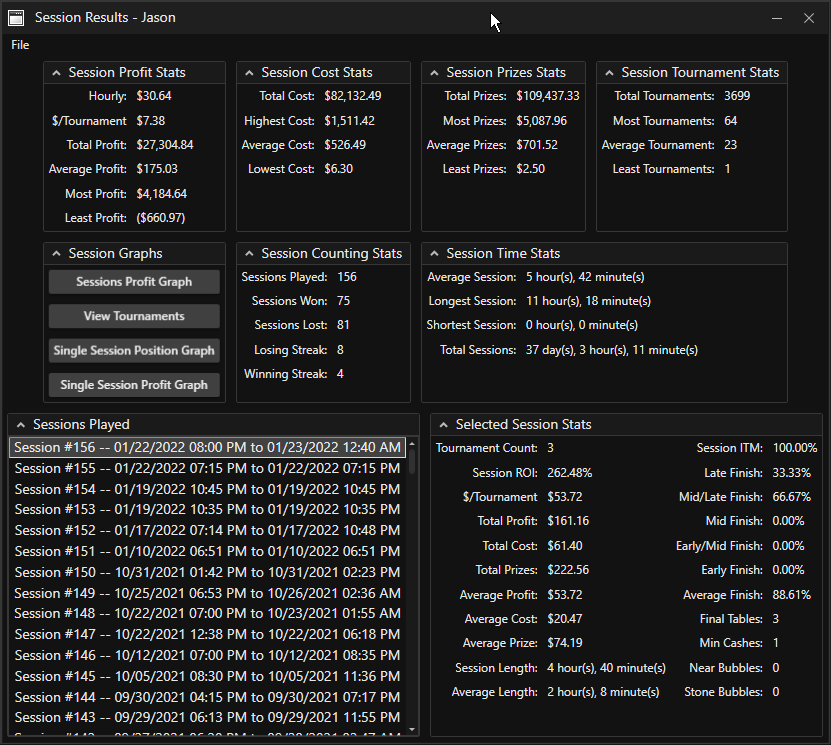 Session Results - Jason
File
Session Profit Stats
Hourly: $30.64
$/Tournament $7.38
Total Profit: $27,304.84
Average Profit: $175.03
Most Profit: $4,184.64
Least Profit: ($660.97)
Session Cost Stats
Total Cost: $82,132.49
Highest Cost: $1,511.42
Average Cost: $526.49
Lowest Cost: $6.30
Session Prizes Stats
Total Prizes: $109,437.33
Most Prizes: $5,087.96
Average Prizes: $701.52
Least Prizes: $2.50
Session Tournament Stats
Total Tournaments: 3699
Most Tournaments: 64
Average Tournament: 23
Least Tournaments: 1
Session Graphs
Sessions Profit Graph
View Tournaments
Single Session Position Graph
Single Session Profit Graph
Session Counting Stats
Sessions Played: 156
Sessions Won: 75
Sessions Lost: 81
Losing Streak: 8
Winning Streak: 4
Session Time Stats
Average Session: 5 hour(s), 42 minute(s)
Longest Session: 11 hour(s), 18 minute(s)
Shortest Session: 0 hour(s), 0 minute(s)
Total Sessions: 37 day(s), 3 hour(s), 11 minute(s)
Sessions Played
Session #156 -- 01/22/2022 08:00 PM to 01/23/2022 12:40 AM
Session #155 -- 01/22/2022 07:15 PM to 01/22/2022 07:15 PM
Session #154 -- 01/19/2022 10:45 PM to 01/19/2022 10:45 PM
Session #153 -- 01/19/2022 10:35 PM to 01/19/2022 10:35 PM
Session #152 -- 01/17/2022 07:14 PM to 01/17/2022 10:48 PM
Session #151 -- 01/10/2022 06:51 PM to 01/10/2022 06:51 PM
Session #150 -- 10/31/2021 01:42 PM to 10/31/2021 02:23 PM
Session #149 -- 10/25/2021 06:53 PM to 10/26/2021 02:36 AM
Session #148 -- 10/22/2021 07:00 PM to 10/23/2021 01:55 AM
Session #147 -- 10/22/2021 12:38 PM to 10/22/2021 06:18 PM
Session #146 -- 10/12/2021 07:00 PM to 10/12/2021 08:35 PM
Session #145 -- 10/05/2021 08:30 PM to 10/05/2021 11:36 PM
Session #144 -- 09/30/2021 04:15 PM to 09/30/2021 07:17 PM
Session #143 -- 09/29/2021 06:13 PM to 09/29/2021 11:55 PM
Selected Session Stats
Tournament Count: 3
Session ROI: 262.48%
$/Tournament $53.72
Total Profit: $161.16
Total Cost: $61.40
Total Prizes: $222.56
Average Profit: $53.72
Average Cost: $20.47
Average Prize: $74.19
Session Length: 4 hour(s), 40 minute(s)
Average Length: 2 hour(s), 8 minute(s)
Session ITM: 100.00%
Late Finish: 33.33%
Mid/Late Finish: 66.67%
Mid Finish: 0.00%
Early/Mid Finish: 0.00%
Early Finish: 0.00%
Average Finish: 88.61%
Final Tables: 3
Min Cashes: 1
Near Bubbles: 0
Stone Bubbles: 0